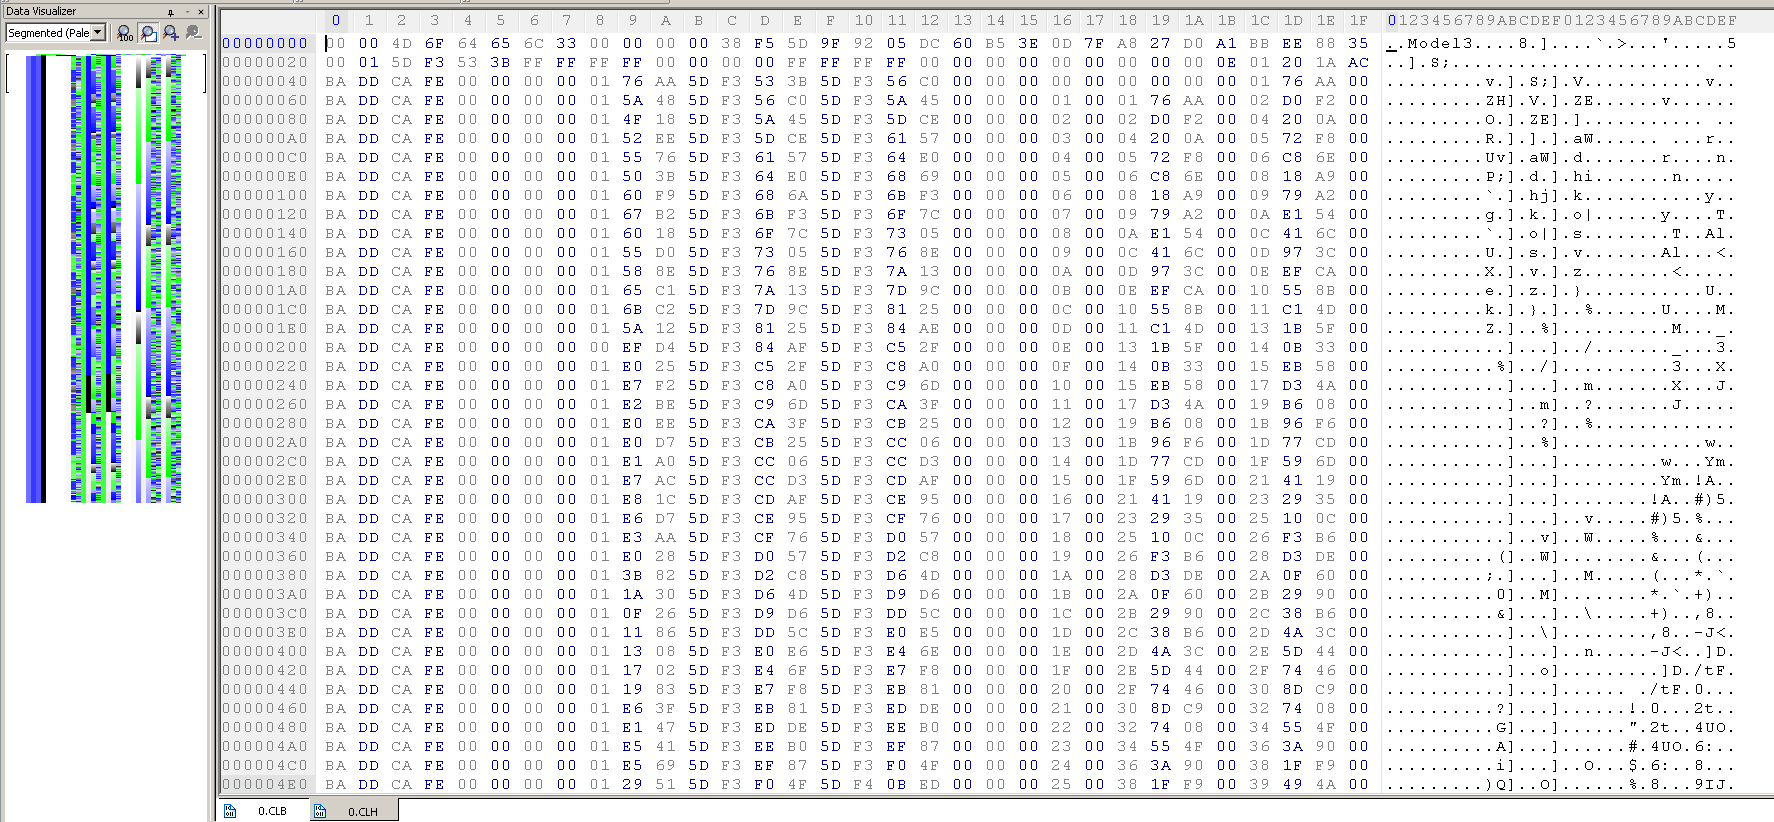 Data Visualizer
Segmented (Pale
0 1 2 3 4 5 6 7 8 9 A B C D E F 10 11 12 13 14 15 16 17 18 19 1A 1B 1C 1D 1E 1F 0123456789ABCDEF0123456789ABCDEF
00000000 00 00 4D 6F 64 65 6C 33 00 00 00 00 38 F5 5D 9F 92 05 DC 60 B5 3E 0D 7F A8 27 D0 A1 BB EE 88 35 ..Model3....8.]....`.>...'.....5
00000020 00 01 5D F3 53 3B FF FF FF FF 00 00 00 00 FF FF FF FF 00 00 00 00 00 00 00 00 00 0E 01 20 1A AC ..].S;....................... ..
00000040 BA DD CA FE 00 00 00 00 01 76 AA 5D F3 53 3B 5D F3 56 C0 00 00 00 00 00 00 00 00 00 01 76 AA 00 .........v.].S;].V...........v..
00000060 BA DD CA FE 00 00 00 00 01 5A 48 5D F3 56 C0 5D F3 5A 45 00 00 00 01 00 01 76 AA 00 02 D0 F2 00 .........ZH].V.].ZE......v......
00000080 BA DD CA FE 00 00 00 00 01 4F 18 5D F3 5A 45 5D F3 5D CE 00 00 00 02 00 02 D0 F2 00 04 20 0A 00 .........O.].ZE].]........... ..
000000A0 BA DD CA FE 00 00 00 00 01 52 EE 5D F3 5D CE 5D F3 61 57 00 00 00 03 00 04 20 0A 00 05 72 F8 00 .........R.].].].aW...... ...r..
000000C0 BA DD CA FE 00 00 00 00 01 55 76 5D F3 61 57 5D F3 64 E0 00 00 00 04 00 05 72 F8 00 06 C8 6E 00 .........Uv].aW].d.......r....n.
000000E0 BA DD CA FE 00 00 00 00 01 50 3B 5D F3 64 E0 5D F3 68 69 00 00 00 05 00 06 C8 6E 00 08 18 A9 00 .........P;].d.].hi.......n.....
00000100 BA DD CA FE 00 00 00 00 01 60 F9 5D F3 68 6A 5D F3 6B F3 00 00 00 06 00 08 18 A9 00 09 79 A2 00 .........`.].hj].k...........y..
00000120 BA DD CA FE 00 00 00 00 01 67 B2 5D F3 6B F3 5D F3 6F 7C 00 00 00 07 00 09 79 A2 00 0A E1 54 00 .........g.].k.].o|......y....T.
00000140 BA DD CA FE 00 00 00 00 01 60 18 5D F3 6F 7C 5D F3 73 05 00 00 00 08 00 0A E1 54 00 0C 41 6C 00 .........`.].o|].s........T..Al.
00000160 BA DD CA FE 00 00 00 00 01 55 D0 5D F3 73 05 5D F3 76 8E 00 00 00 09 00 0C 41 6C 00 0D 97 3C 00 .........U.].s.].v.......Al...<.
00000180 BA DD CA FE 00 00 00 00 01 58 8E 5D F3 76 8E 5D F3 7A 13 00 00 00 0A 00 0D 97 3C 00 0E EF CA 00 .........X.].v.].z........<.....
000001A0 BA DD CA FE 00 00 00 00 01 65 C1 5D F3 7A 13 5D F3 7D 9C 00 00 00 0B 00 0E EF CA 00 10 55 8B 00 .........e.].z.].}...........U..
000001C0 BA DD CA FE 00 00 00 00 01 6B C2 5D F3 7D 9C 5D F3 81 25 00 00 00 0C 00 10 55 8B 00 11 C1 4D 00 .........k.].}.]..%......U....M.
000001E0 BA DD CA FE 00 00 00 00 01 5A 12 5D F3 81 25 5D F3 84 AE 00 00 00 0D 00 11 C1 4D 00 13 1B 5F 00 .........Z.]..%]..........M..._.
00000200 BA DD CA FE 00 00 00 00 00 EF D4 5D F3 84 AF 5D F3 C5 2F 00 00 00 0E 00 13 1B 5F 00 14 0B 33 00 ...........]...]../......._...3.
00000220 BA DD CA FE 00 00 00 00 01 E0 25 5D F3 C5 2F 5D F3 C8 A0 00 00 00 0F 00 14 0B 33 00 15 EB 58 00 ..........%]../]..........3...X.
00000240 BA DD CA FE 00 00 00 00 01 E7 F2 5D F3 C8 A0 5D F3 C9 6D 00 00 00 10 00 15 EB 58 00 17 D3 4A 00 ...........]...]..m.......X...J.
00000260 BA DD CA FE 00 00 00 00 01 E2 BE 5D F3 C9 6D 5D F3 CA 3F 00 00 00 11 00 17 D3 4A 00 19 B6 08 00 ...........]..m]..?.......J.....
00000280 BA DD CA FE 00 00 00 00 01 E0 EE 5D F3 CA 3F 5D F3 CB 25 00 00 00 12 00 19 B6 08 00 1B 96 F6 00 ...........]..?]..%.............
000002A0 BA DD CA FE 00 00 00 00 01 E0 D7 5D F3 CB 25 5D F3 CC 06 00 00 00 13 00 1B 96 F6 00 1D 77 CD 00 ...........]..%].............w..
000002C0 BA DD CA FE 00 00 00 00 01 E1 A0 5D F3 CC 06 5D F3 CC D3 00 00 00 14 00 1D 77 CD 00 1F 59 6D 00 ...........]...].........w...Ym.
000002E0 BA DD CA FE 00 00 00 00 01 E7 AC 5D F3 CC D3 5D F3 CD AF 00 00 00 15 00 1F 59 6D 00 21 41 19 00 ...........]...].........Ym.!A..
00000300 BA DD CA FE 00 00 00 00 01 E8 1C 5D F3 CD AF 5D F3 CE 95 00 00 00 16 00 21 41 19 00 23 29 35 00 ...........]...]........!A..#)5.
00000320 BA DD CA FE 00 00 00 00 01 E6 D7 5D F3 CE 95 5D F3 CF 76 00 00 00 17 00 23 29 35 00 25 10 0C 00 ...........]...]..v.....#)5.%...
00000340 BA DD CA FE 00 00 00 00 01 E3 AA 5D F3 CF 76 5D F3 D0 57 00 00 00 18 00 25 10 0C 00 26 F3 B6 00 ...........]..v]..W.....%...&...
00000360 BA DD CA FE 00 00 00 00 01 E0 28 5D F3 D0 57 5D F3 D2 C8 00 00 00 19 00 26 F3 B6 00 28 D3 DE 00 ..........(]..W]........&...(...
00000380 BA DD CA FE 00 00 00 00 01 3B 82 5D F3 D2 C8 5D F3 D6 4D 00 00 00 1A 00 28 D3 DE 00 2A 0F 60 00 .........;.]...]..M.....(...*.`.
000003A0 BA DD CA FE 00 00 00 00 01 1A 30 5D F3 D6 4D 5D F3 D9 D6 00 00 00 1B 00 2A 0F 60 00 2B 29 90 00 ..........0]..M]........*.`.+)..
000003C0 BA DD CA FE 00 00 00 00 01 0F 26 5D F3 D9 D6 5D F3 DD 5C 00 00 00 1C 00 2B 29 90 00 2C 38 B6 00 ..........&]...]..\.....+)..,8..
000003E0 BA DD CA FE 00 00 00 00 01 11 86 5D F3 DD 5C 5D F3 E0 E5 00 00 00 1D 00 2C 38 B6 00 2D 4A 3C 00 ...........]..\]........,8..-J<.
00000400 BA DD CA FE 00 00 00 00 01 13 08 5D F3 E0 E6 5D F3 E4 6E 00 00 00 1E 00 2D 4A 3C 00 2E 5D 44 00 ...........]...]..n.....-J<..]D.
00000420 BA DD CA FE 00 00 00 00 01 17 02 5D F3 E4 6F 5D F3 E7 F8 00 00 00 1F 00 2E 5D 44 00 2F 74 46 00 ...........]..o].........]D./tF.
00000440 BA DD CA FE 00 00 00 00 01 19 83 5D F3 E7 F8 5D F3 EB 81 00 00 00 20 00 2F 74 46 00 30 8D C9 00 ...........]...]...... ./tF.0...
00000460 BA DD CA FE 00 00 00 00 01 E6 3F 5D F3 EB 81 5D F3 ED DE 00 00 00 21 00 30 8D C9 00 32 74 08 00 ..........?]...]......!.0...2t..
00000480 BA DD CA FE 00 00 00 00 01 E1 47 5D F3 ED DE 5D F3 EE B0 00 00 00 22 00 32 74 08 00 34 55 4F 00 ..........G]...]......".2t..4UO.
000004A0 BA DD CA FE 00 00 00 00 01 E5 41 5D F3 EE B0 5D F3 EF 87 00 00 00 23 00 34 55 4F 00 36 3A 90 00 ..........A]...]......#.4UO.6:..
000004C0 BA DD CA FE 00 00 00 00 01 E5 69 5D F3 EF 87 5D F3 F0 4F 00 00 00 24 00 36 3A 90 00 38 1F F9 00 ..........i]...]..O...$.6:..8...
000004E0 BA DD CA FE 00 00 00 00 01 29 51 5D F3 F0 4F 5D F4 0B ED 00 00 00 25 00 38 1F F9 00 39 49 4A 00 .........)Q]..O]......%.8...9IJ.
0.CLB 0.CLH